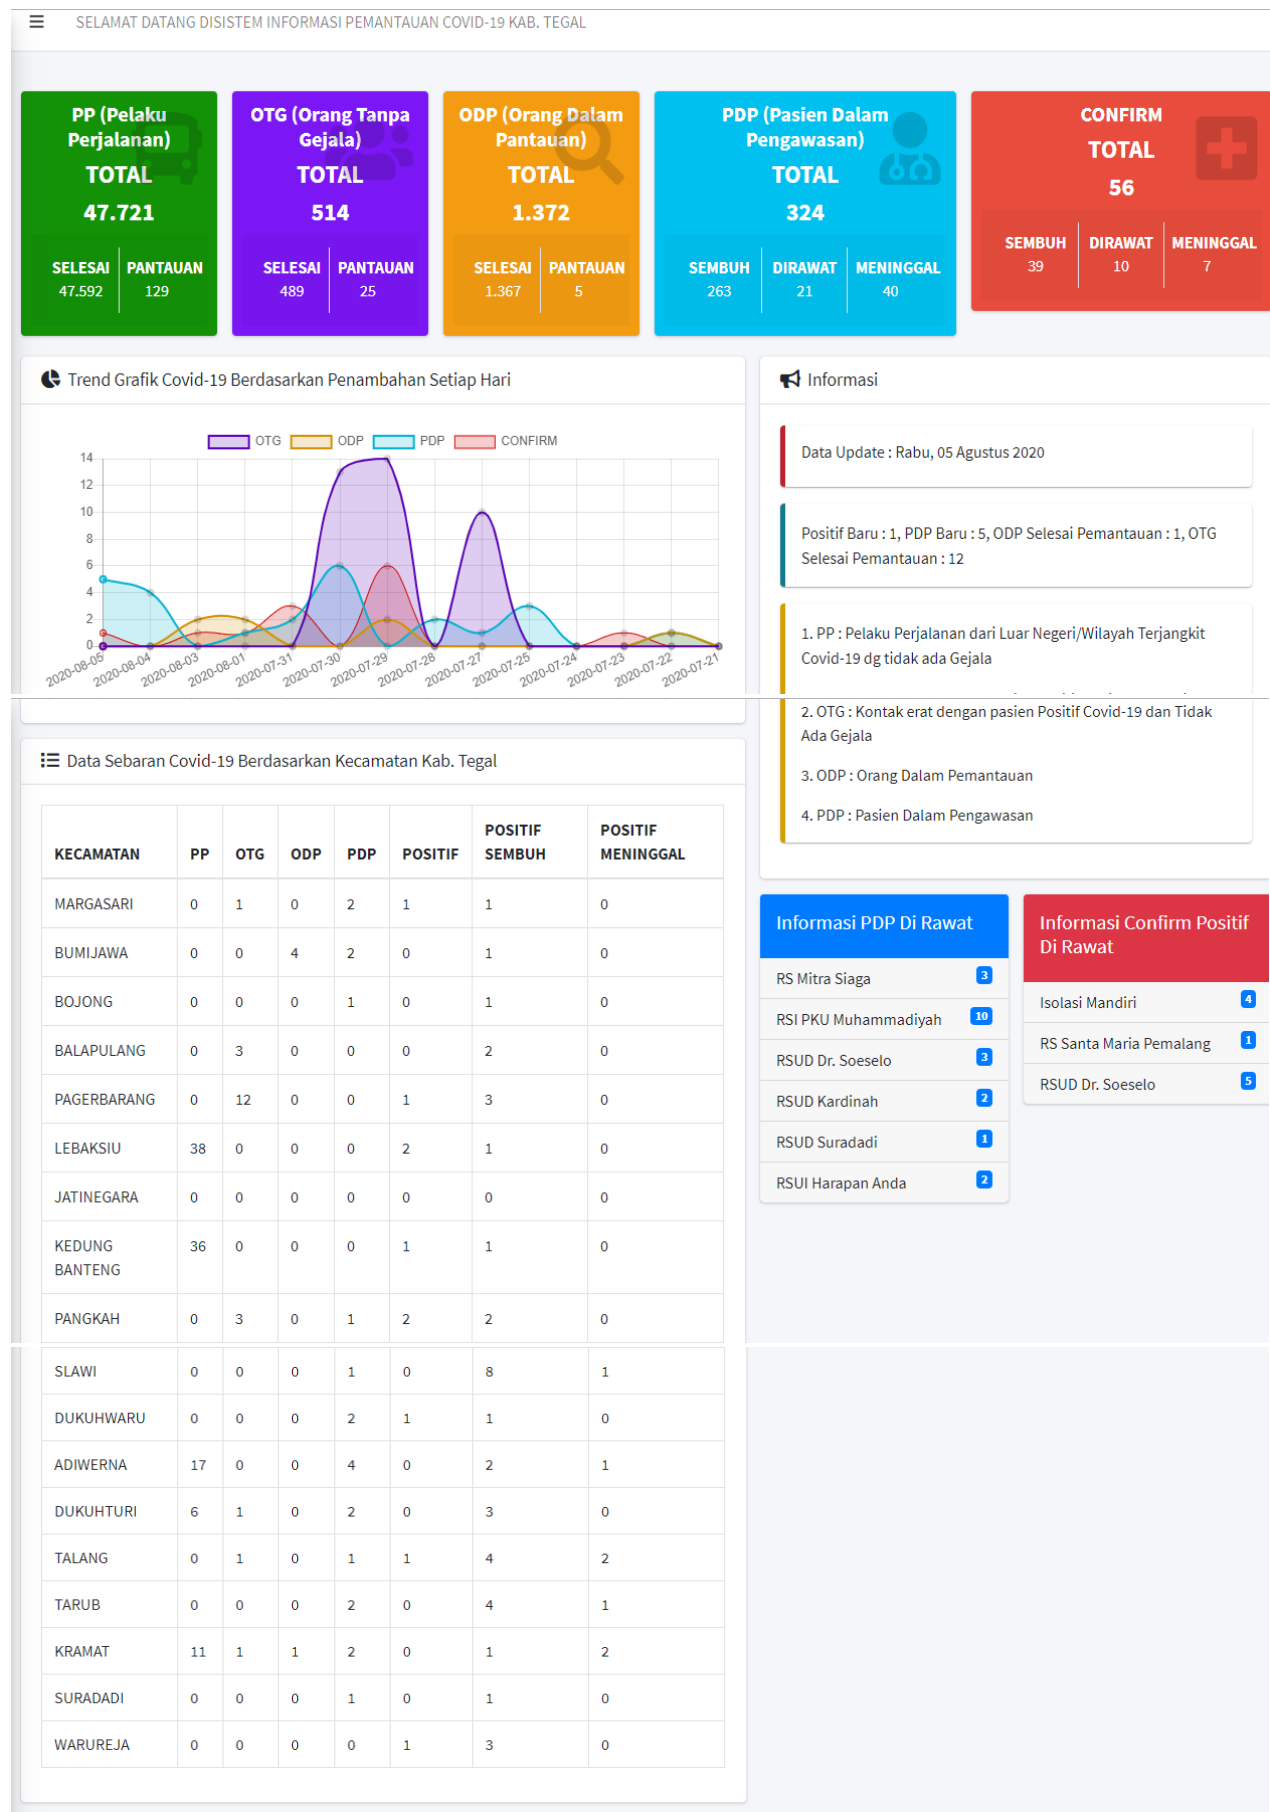 SELAMAT DATANG DISISTEM INFORMASI PEMANTAUAN COVID-19 KAB. TEGAL
PP (Pelaku
Perjalanan)
TOTAL
47.721
SELESAI PANTAUAN
47.592 129
OTG (Orang Tanpa
Gejala)
TOTAL
514
SELESAI PANTAUAN
489 25
ODP (Orang Dalam
Pantauan)
TOTAL
1.372
SELESAI PANTAUAN
1.367 5
PDP (Pasien Dalam
Pengawasan)
TOTAL
324
SEMBUH DIRAWAT MENINGGAL
263 21 40
CONFIRM
TOTAL
56
SEMBUH DIRAWAT MENINGGAL
39 10 7
Trend Grafik Covid-19 Berdasarkan Penambahan Setiap Hari
OTG ODP PDP CONFIRM
14
12
10
8
6
4
2
0
2020-08-05 2020-08-04 2020-08-03 2020-08-01 2020-07-31 2020-07-30 2020-07-29 2020-07-28 2020-07-27 2020-07-25 2020-07-24 2020-07-23 2020-07-22 2020-07-21
Informasi
Data Update : Rabu, 05 Agustus 2020
Positif Baru : 1, PDP Baru : 5, ODP Selesai Pemantauan : 1, OTG
Selesai Pemantauan : 12
1. PP : Pelaku Perjalanan dari Luar Negeri/Wilayah Terjangkit
Covid-19 dg tidak ada Gejala
2. OTG : Kontak erat dengan pasien Positif Covid-19 dan Tidak
Ada Gejala
3. ODP : Orang Dalam Pemantauan
4. PDP : Pasien Dalam Pengawasan
Data Sebaran Covid-19 Berdasarkan Kecamatan Kab. Tegal
KECAMATAN PP OTG ODP PDP POSITIF POSITIF SEMBUH POSITIF MENINGGAL
MARGASARI 0 1 0 2 1 1 0
BUMIJAWA 0 0 4 2 0 1 0
BOJONG 0 0 0 1 0 1 0
BALAPULANG 0 3 0 0 0 2 0
PAGERBARANG 0 12 0 0 1 3 0
LEBAKSIU 38 0 0 0 2 1 0
JATINEGARA 0 0 0 0 0 0 0
KEDUNG BANTENG 36 0 0 0 1 1 0
PANGKAH 0 3 0 1 2 2 0
SLAWI 0 0 0 1 0 8 1
DUKUHWARU 0 0 0 2 1 1 0
ADIWERNA 17 0 0 4 0 2 1
DUKUHTURI 6 1 0 2 0 3 0
TALANG 0 1 0 1 1 4 2
TARUB 0 0 0 2 0 4 1
KRAMAT 11 1 1 2 0 1 2
SURADADI 0 0 0 1 0 1 0
WARUREJA 0 0 0 0 1 3 0
Informasi PDP Di Rawat
RS Mitra Siaga 3
RSI PKU Muhammadiyah 10
RSUD Dr. Soeselo 3
RSUD Kardinah 2
RSUD Suradadi 1
RSUI Harapan Anda 2
Informasi Confirm Positif
Di Rawat
Isolasi Mandiri 4
RS Santa Maria Pemalang 1
RSUD Dr. Soeselo 5